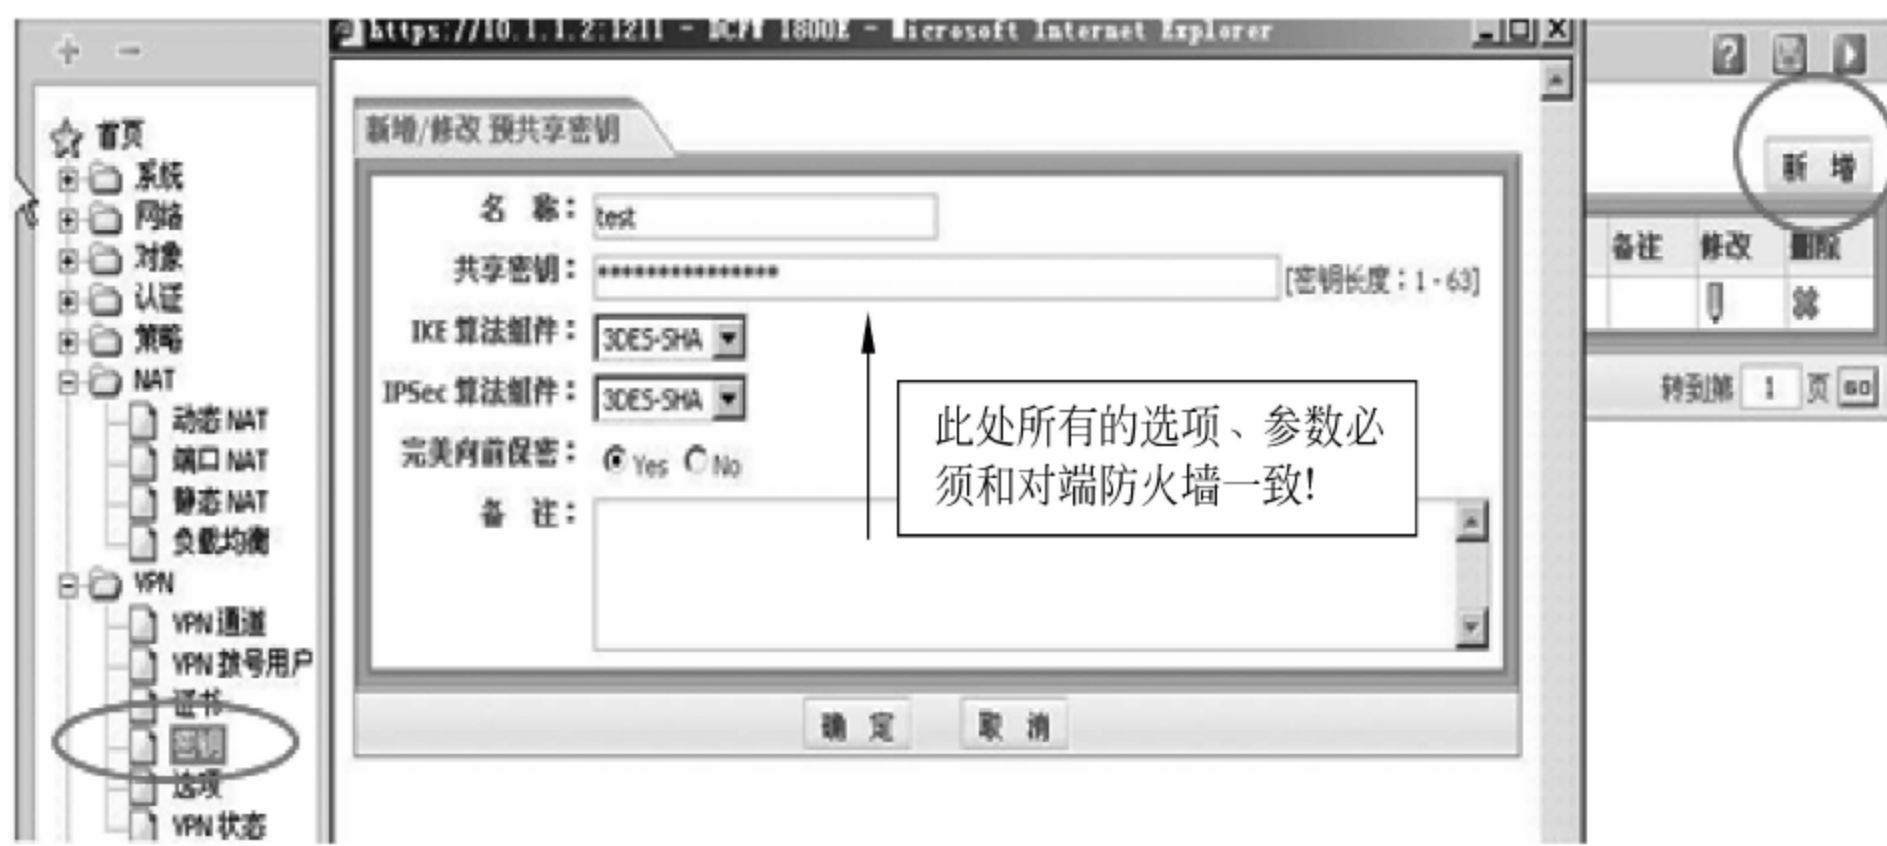 https://10.1.1.2:1211 - DCFW 1800E - Microsoft Internet Explorer
首页
系统
网络
对象
认证
策略
NAT
动态 NAT
端口 NAT
静态 NAT
负载均衡
VPN
VPN 通道
VPN 拨号用户
证书
选项
VPN 状态
新增/修改 预共享密钥
名 称：
test
共享密钥：
***************
[密钥长度：1 - 63]
IKE 算法组件：
3DES-SHA
IPSec 算法组件：
3DES-SHA
完美向前保密：
Yes No
备 注：
此处所有的选项、参数必
须和对端防火墙一致!
确 定
取 消
?
新 增
备注 修改 删除
转到第 1 页 GO